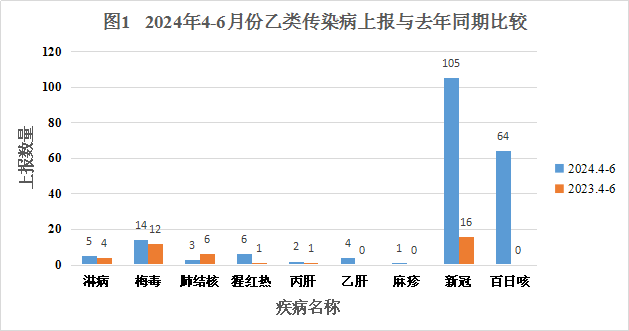 图1 2024年4-6月份乙类传染病上报与去年同期比较
上报数量
120
100
80
60
40
20
0
5 4 14 12 3 6 6 1 2 1 4 0 1 0 105 16 64 0
淋病 梅毒 肺结核 猩红热 丙肝 乙肝 麻疹 新冠 百日咳
疾病名称
2024.4-6
2023.4-6